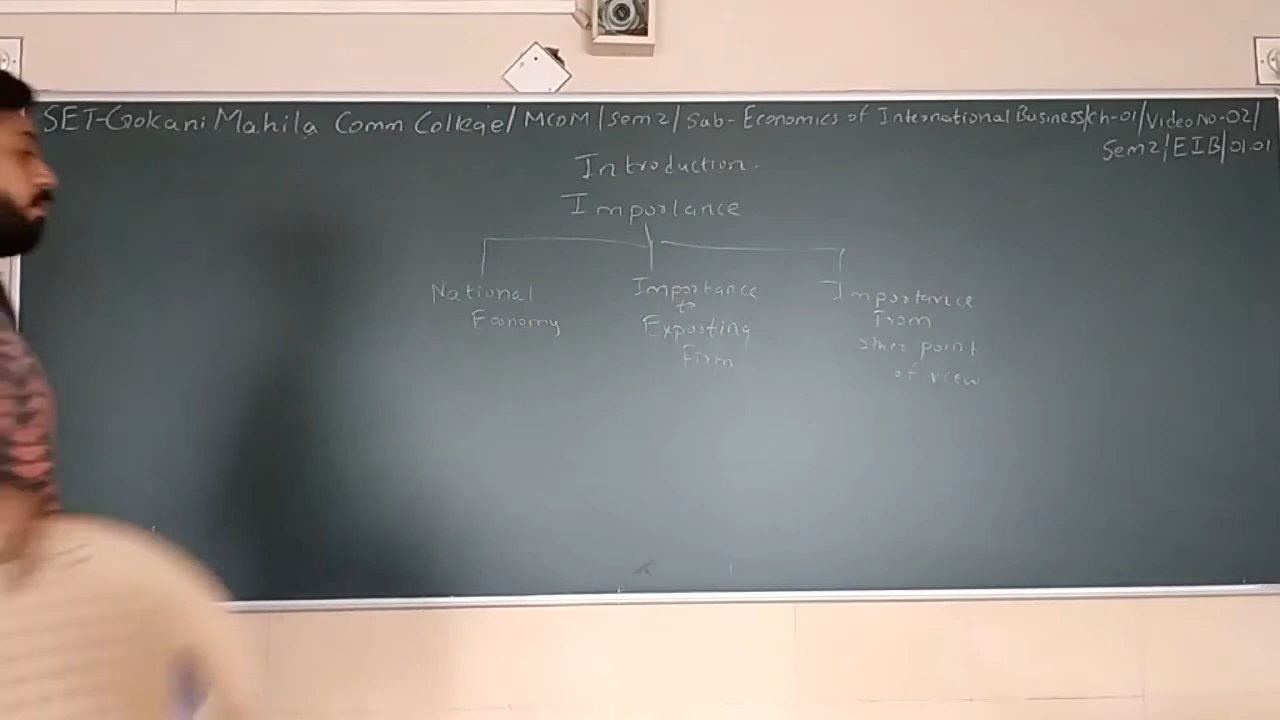 SET-Gokani Mahila Comm College/ MCOM/Sem 2/ Sub- Economics of International Business/ch-01/Video No-02/
Sem2/EIB/01.01
Introduction.
Importance
National
Economy
Importance
to
Exporting
Firm
Importance
From
other point
of view